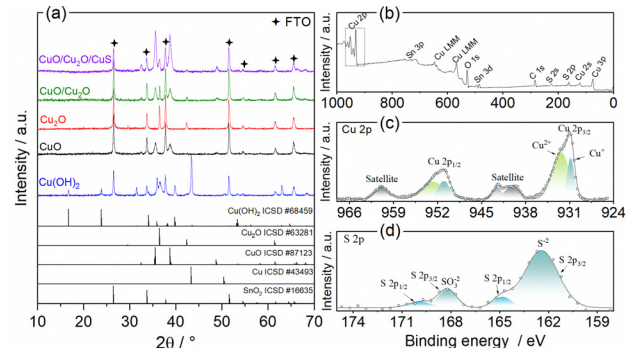 (a)
✦ FTO
CuO/Cu₂O/CuS
CuO/Cu₂O
Cu₂O
CuO
Cu(OH)₂
Cu(OH)₂ ICSD #68459
Cu₂O ICSD #63281
CuO ICSD #87123
Cu ICSD #43493
SnO₂ ICSD #16635
Intensity / a.u.
10 20 30 40 50 60 70
2θ / °
(b)
Cu 2p
Sn 3p
Cu LMM
Cu LMM
O 1s
Sn 3d
C 1s
S 2s
S 2p
Cu 2s
Cu 3p
Intensity / a.u.
1000 800 600 400 200 0
Cu 2p
(c)
Satellite
Cu 2p₁/₂
Satellite
Cu²⁺
Cu 2p₃/₂
Cu⁺
Intensity / a.u.
966 959 952 945 938 931 924
S 2p
(d)
S 2p₁/₂
S 2p₃/₂
SO₃⁻²
S 2p₁/₂
S⁻²
S 2p₃/₂
Intensity / a.u.
174 171 168 165 162 159
Binding energy / eV